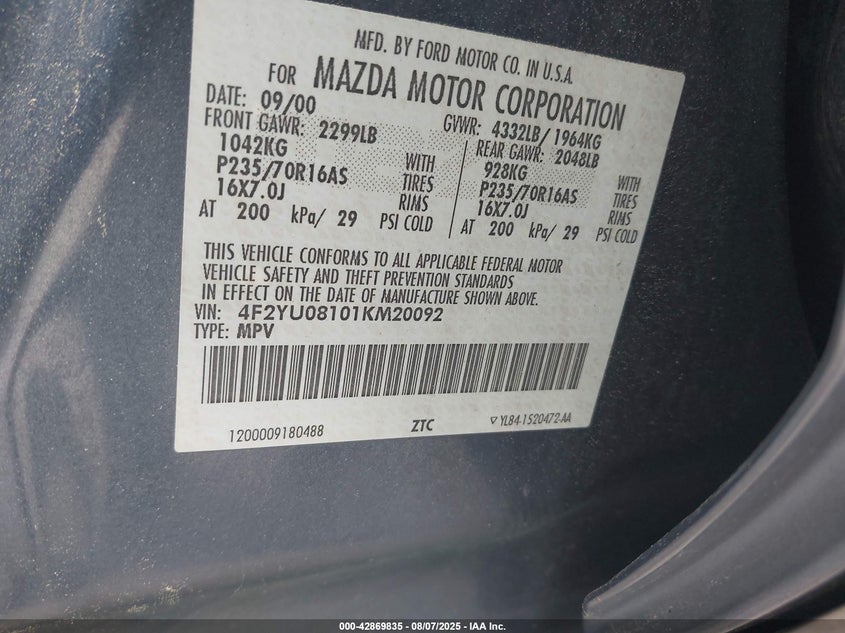 MFD. BY FORD MOTOR CO. IN U.S.A.
FOR MAZDA MOTOR CORPORATION
DATE: 09/00 GVWR: 4332LB/1964KG
FRONT GAWR: 2299LB REAR GAWR: 2048LB
1042KG WITH 928KG WITH
P235/70R16AS TIRES P235/70R16AS TIRES
16X7.0J RIMS 16X7.0J RIMS
AT 200 kPa/ 29 PSI COLD AT 200 kPa/ 29 PSI COLD
THIS VEHICLE CONFORMS TO ALL APPLICABLE FEDERAL MOTOR
VEHICLE SAFETY AND THEFT PREVENTION STANDARDS
IN EFFECT ON THE DATE OF MANUFACTURE SHOWN ABOVE.
VIN: 4F2YU08101KM20092
TYPE: MPV
1200009180488 ZTC ▽ YL84-1520472-AA
000-42869835 - 08/07/2025 - IAA Inc.